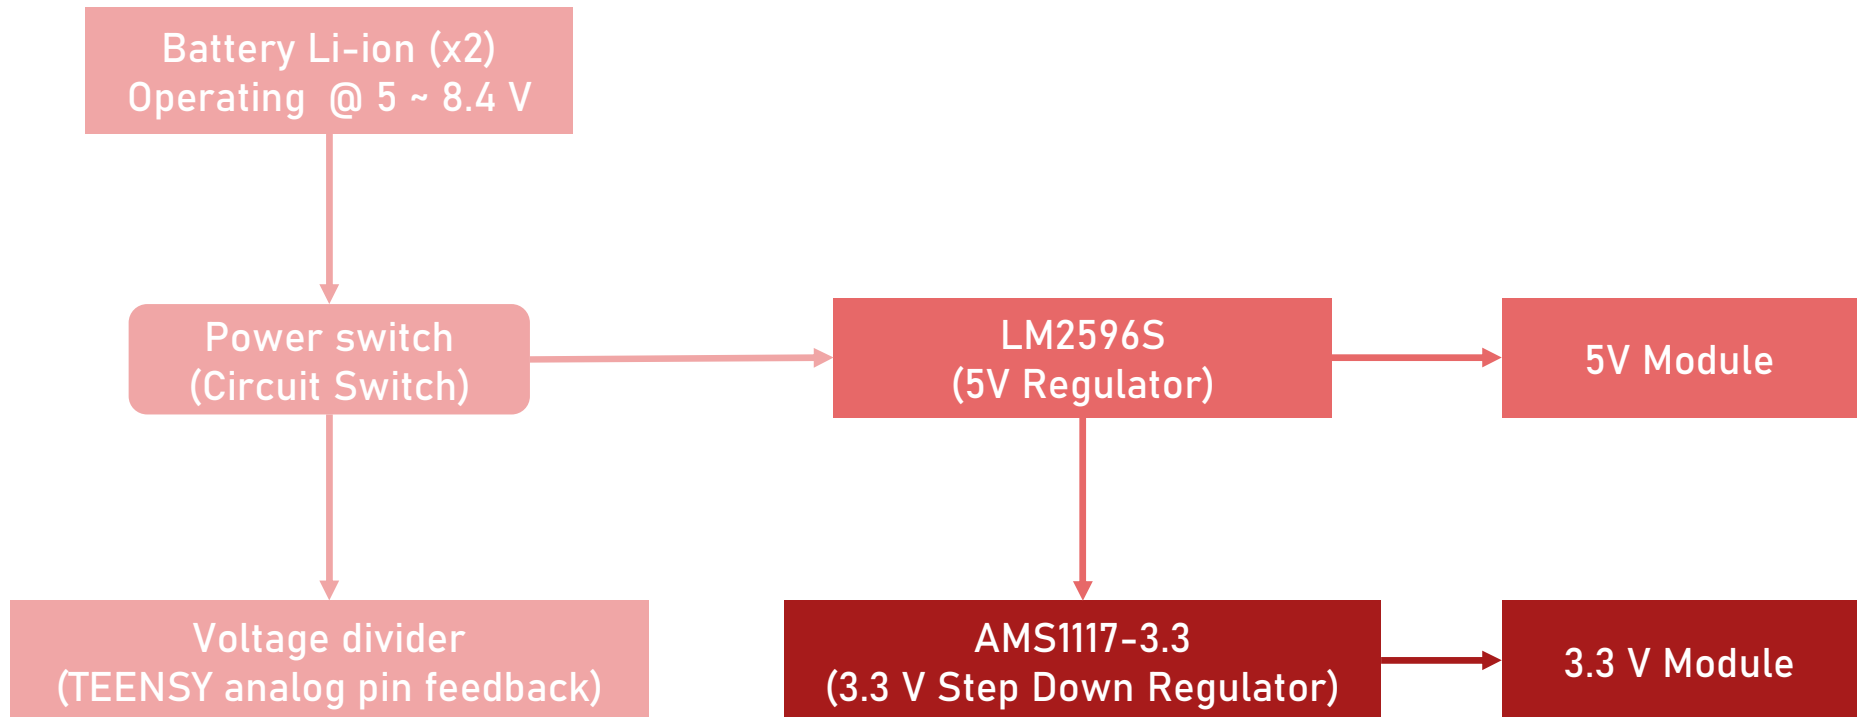 Battery Li-ion (x2)
Operating @ 5 ~ 8.4 V
Power switch
(Circuit Switch)
LM2596S
(5V Regulator)
5V Module
Voltage divider
(TEENSY analog pin feedback)
AMS1117-3.3
(3.3 V Step Down Regulator)
3.3 V Module